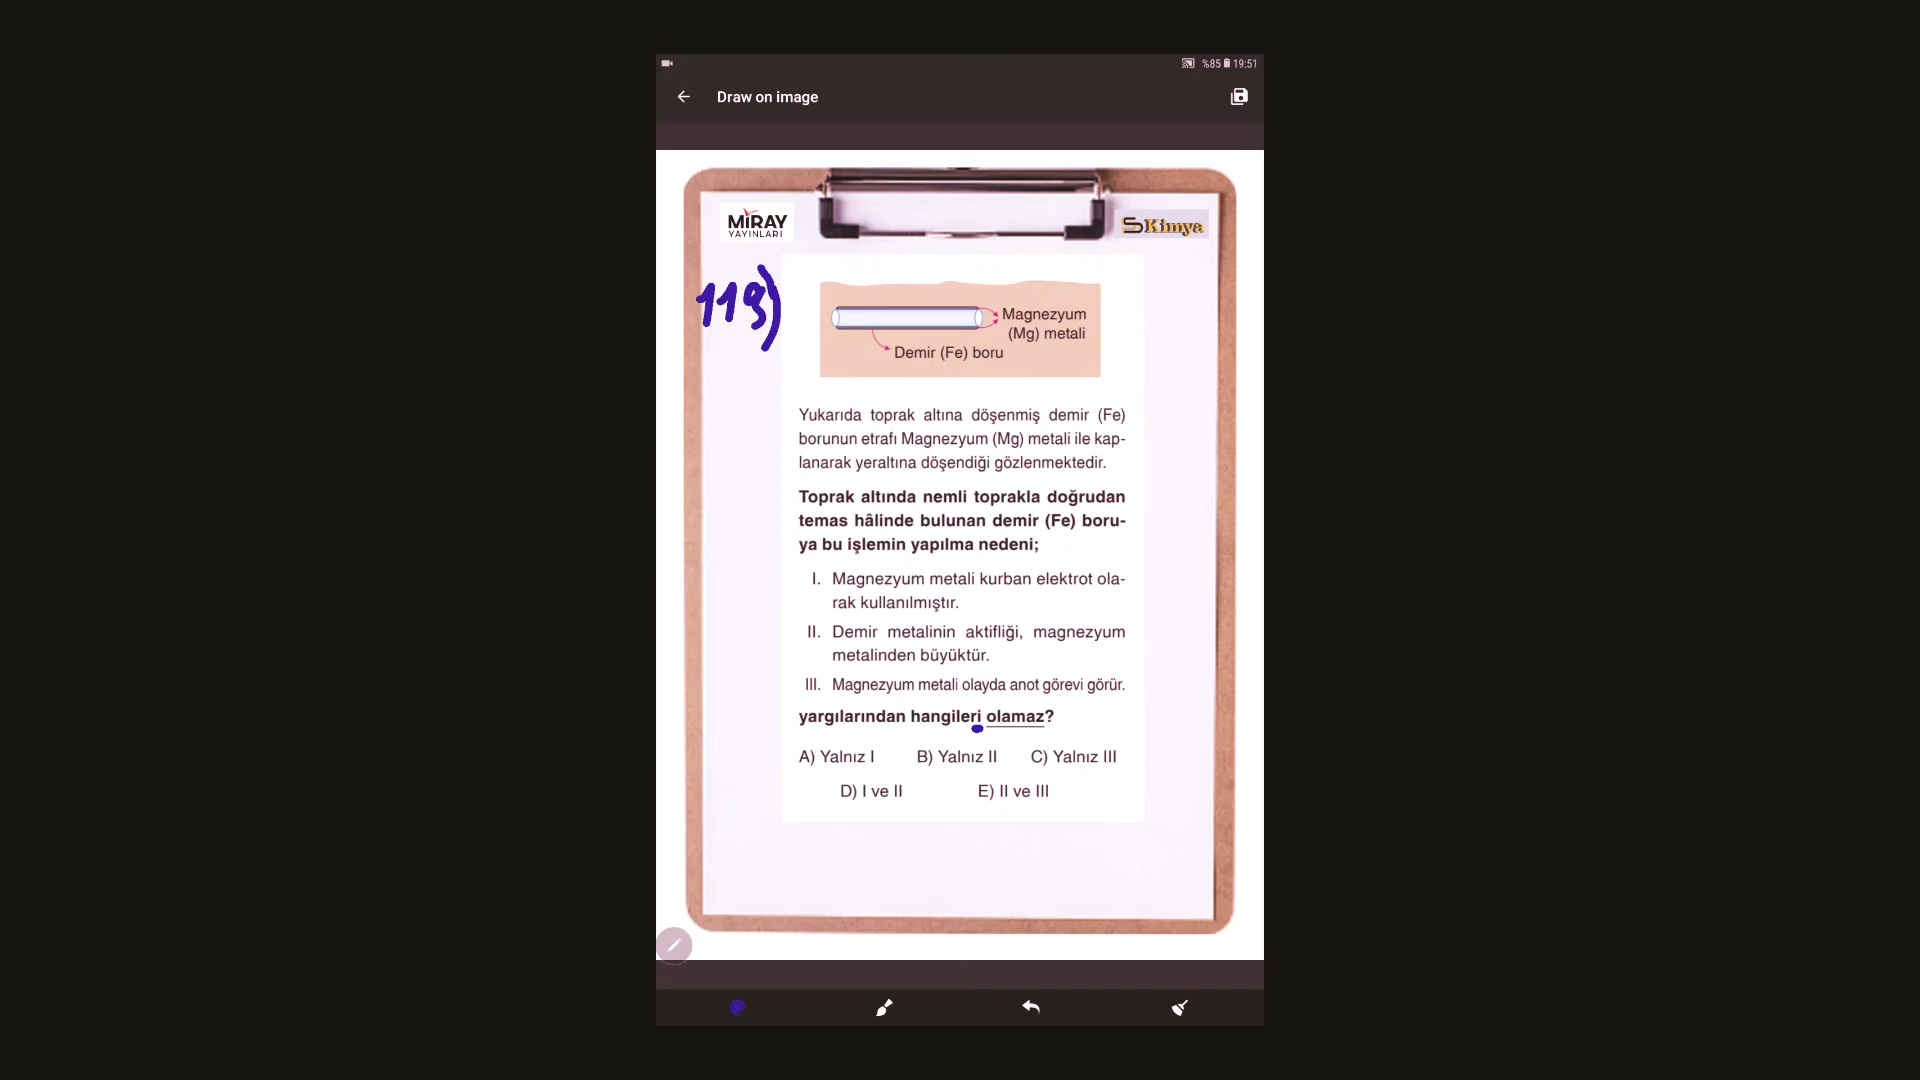 %85 19:51
Draw on image
MİRAY
YAYINLARI
SKimya
119)
Magnezyum
(Mg) metali
Demir (Fe) boru
Yukarıda toprak altına döşenmiş demir (Fe)
borunun etrafı Magnezyum (Mg) metali ile kap-
lanarak yeraltına döşendiği gözlenmektedir.
Toprak altında nemli toprakla doğrudan
temas hâlinde bulunan demir (Fe) boru-
ya bu işlemin yapılma nedeni;
I. Magnezyum metali kurban elektrot ola-
rak kullanılmıştır.
II. Demir metalinin aktifliği, magnezyum
metalinden büyüktür.
III. Magnezyum metali olayda anot görevi görür.
yargılarından hangileri olamaz?
A) Yalnız I B) Yalnız II C) Yalnız III
D) I ve II E) II ve III